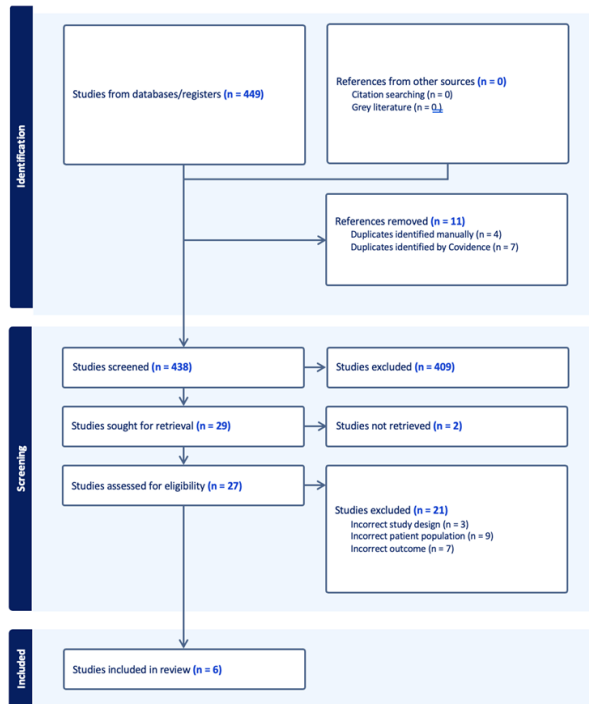 Identification
Studies from databases/registers (n = 449)
References from other sources (n = 0)
Citation searching (n = 0)
Grey literature (n = 0 )
References removed (n = 11)
Duplicates identified manually (n = 4)
Duplicates identified by Covidence (n = 7)
Screening
Studies screened (n = 438)
Studies excluded (n = 409)
Studies sought for retrieval (n = 29)
Studies not retrieved (n = 2)
Studies assessed for eligibility (n = 27)
Studies excluded (n = 21)
Incorrect study design (n = 3)
Incorrect patient population (n = 9)
Incorrect outcome (n = 7)
Included
Studies included in review (n = 6)